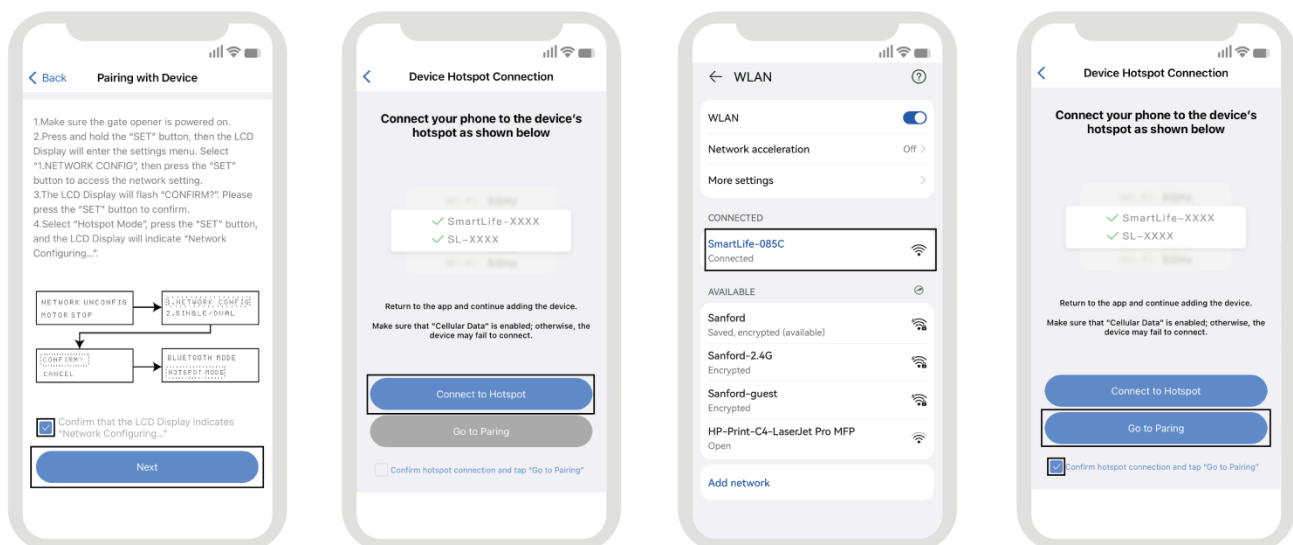 Back
Pairing with Device
1.Make sure the gate opener is powered on.
2.Press and hold the “SET” button, then the LCD
Display will enter the settings menu. Select
“1.NETWORK CONFIG”, then press the “SET”
button to access the network setting.
3.The LCD Display will flash “CONFIRM?”. Please
press the “SET” button to confirm.
4.Select “Hotspot Mode”, press the “SET” button,
and the LCD Display will indicate “Network
Configuring...”.
NETWORK UNCONFIG
MOTOR STOP
1.NETWORK CONFIG
2.SINGLE/DUAL
CONFIRM?
CANCEL
BLUETOOTH MODE
HOTSPOT MODE
Confirm that the LCD Display indicates
“Network Configuring...”
Next
Device Hotspot Connection
Connect your phone to the device’s
hotspot as shown below
SmartLife-XXXX
SL-XXXX
Return to the app and continue adding the device.
Make sure that "Cellular Data" is enabled; otherwise, the
device may fail to connect.
Connect to Hotspot
Go to Paring
Confirm hotspot connection and tap "Go to Pairing"
WLAN
WLAN
Network acceleration
Off
More settings
CONNECTED
SmartLife-085C
Connected
AVAILABLE
Sanford
Saved, encrypted (available)
Sanford-2.4G
Encrypted
Sanford-guest
Encrypted
HP-Print-C4-LaserJet Pro MFP
Open
Add network
Device Hotspot Connection
Connect your phone to the device’s
hotspot as shown below
SmartLife-XXXX
SL-XXXX
Return to the app and continue adding the device.
Make sure that "Cellular Data" is enabled; otherwise, the
device may fail to connect.
Connect to Hotspot
Go to Paring
Confirm hotspot connection and tap "Go to Pairing"